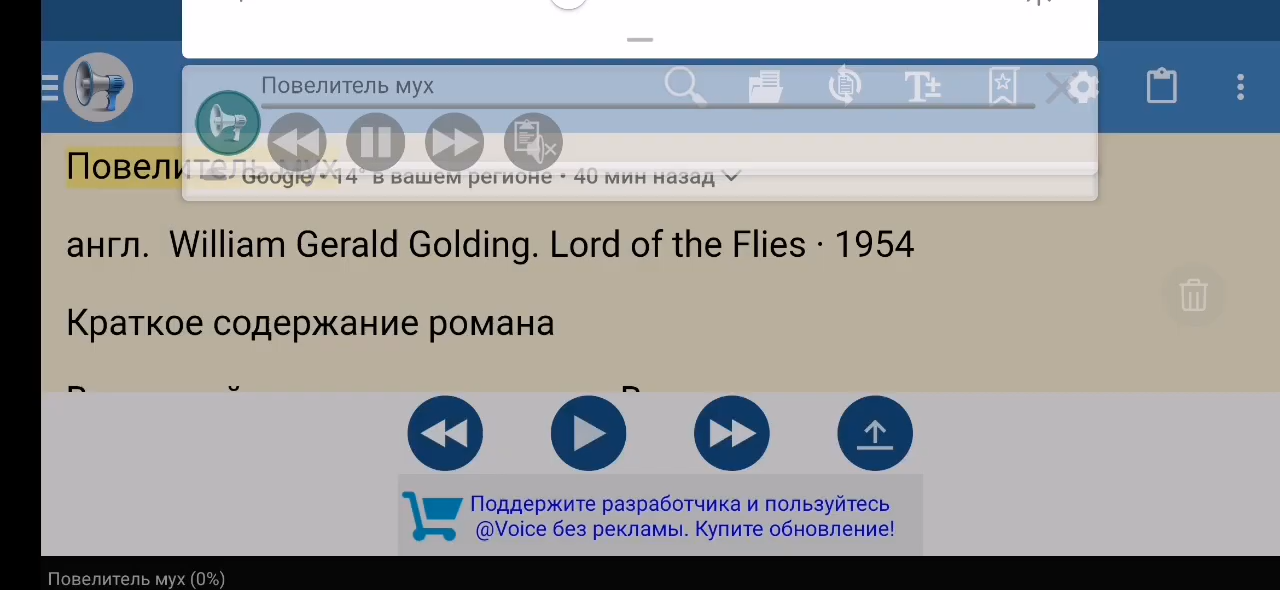 Повелитель мух
Повелитель мух
Google • 14° в вашем регионе • 40 мин назад
англ. William Gerald Golding. Lord of the Flies · 1954
Краткое содержание романа
Поддержите разработчика и пользуйтесь
@Voice без рекламы. Купите обновление!
Повелитель мух (0%)